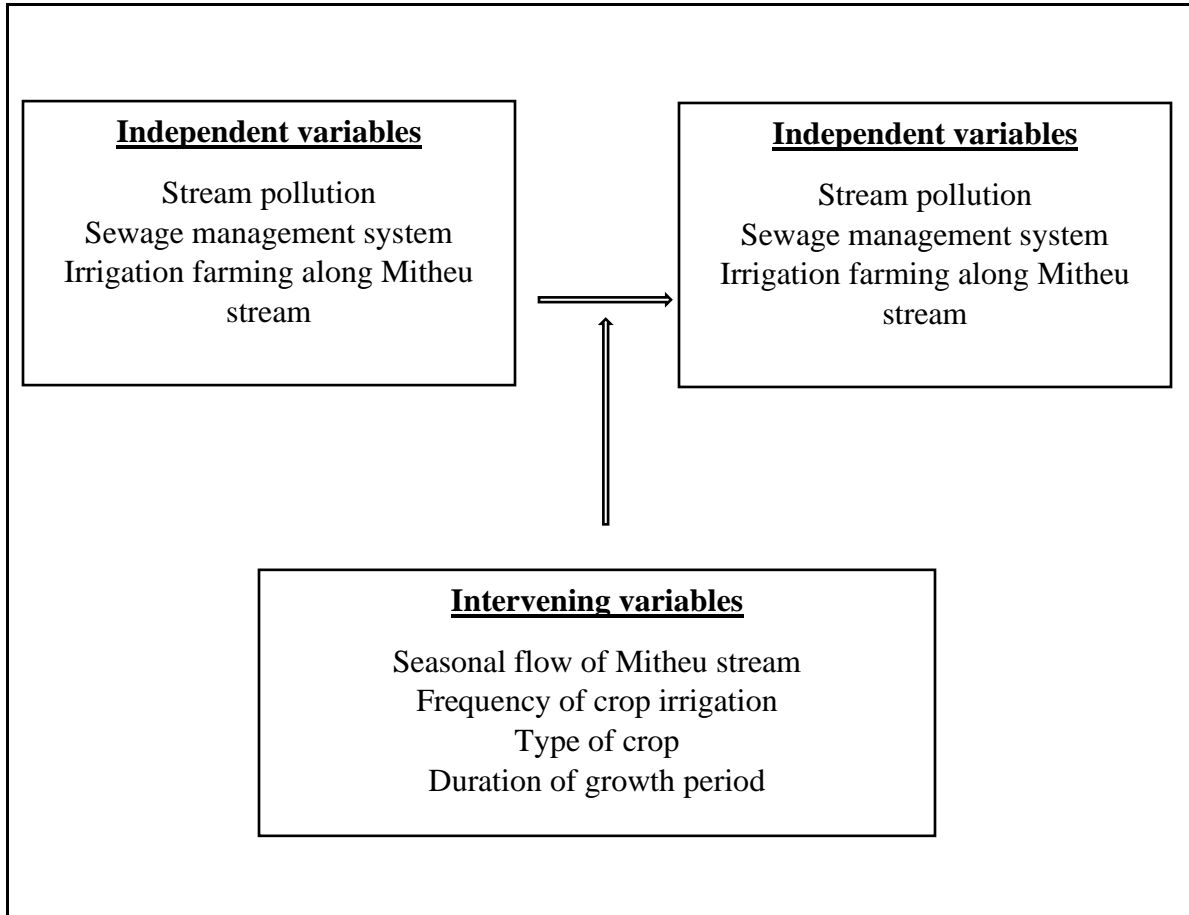 Independent variables
Stream pollution
Sewage management system
Irrigation farming along Mitheu
stream
Independent variables
Stream pollution
Sewage management system
Irrigation farming along Mitheu
stream
Intervening variables
Seasonal flow of Mitheu stream
Frequency of crop irrigation
Type of crop
Duration of growth period